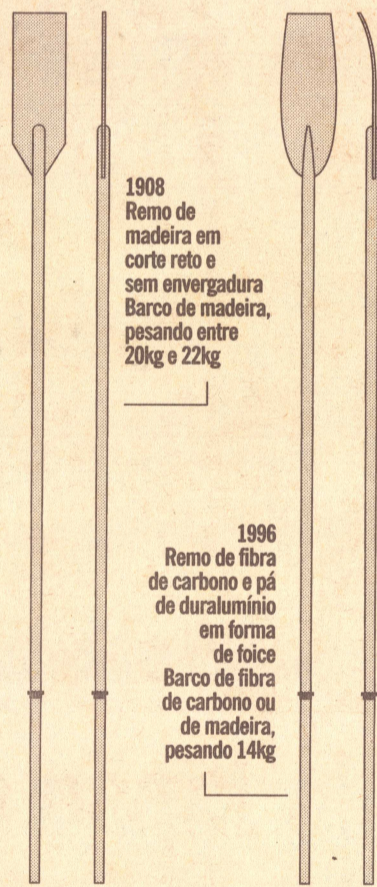 1908
Remo de
madeira em
corte reto e
sem envergadura
Barco de madeira,
pesando entre
20kg e 22kg
1996
Remo de fibra
de carbono e pá
de duralumínio
em forma
de foice
Barco de fibra
de carbono ou
de madeira,
pesando 14kg